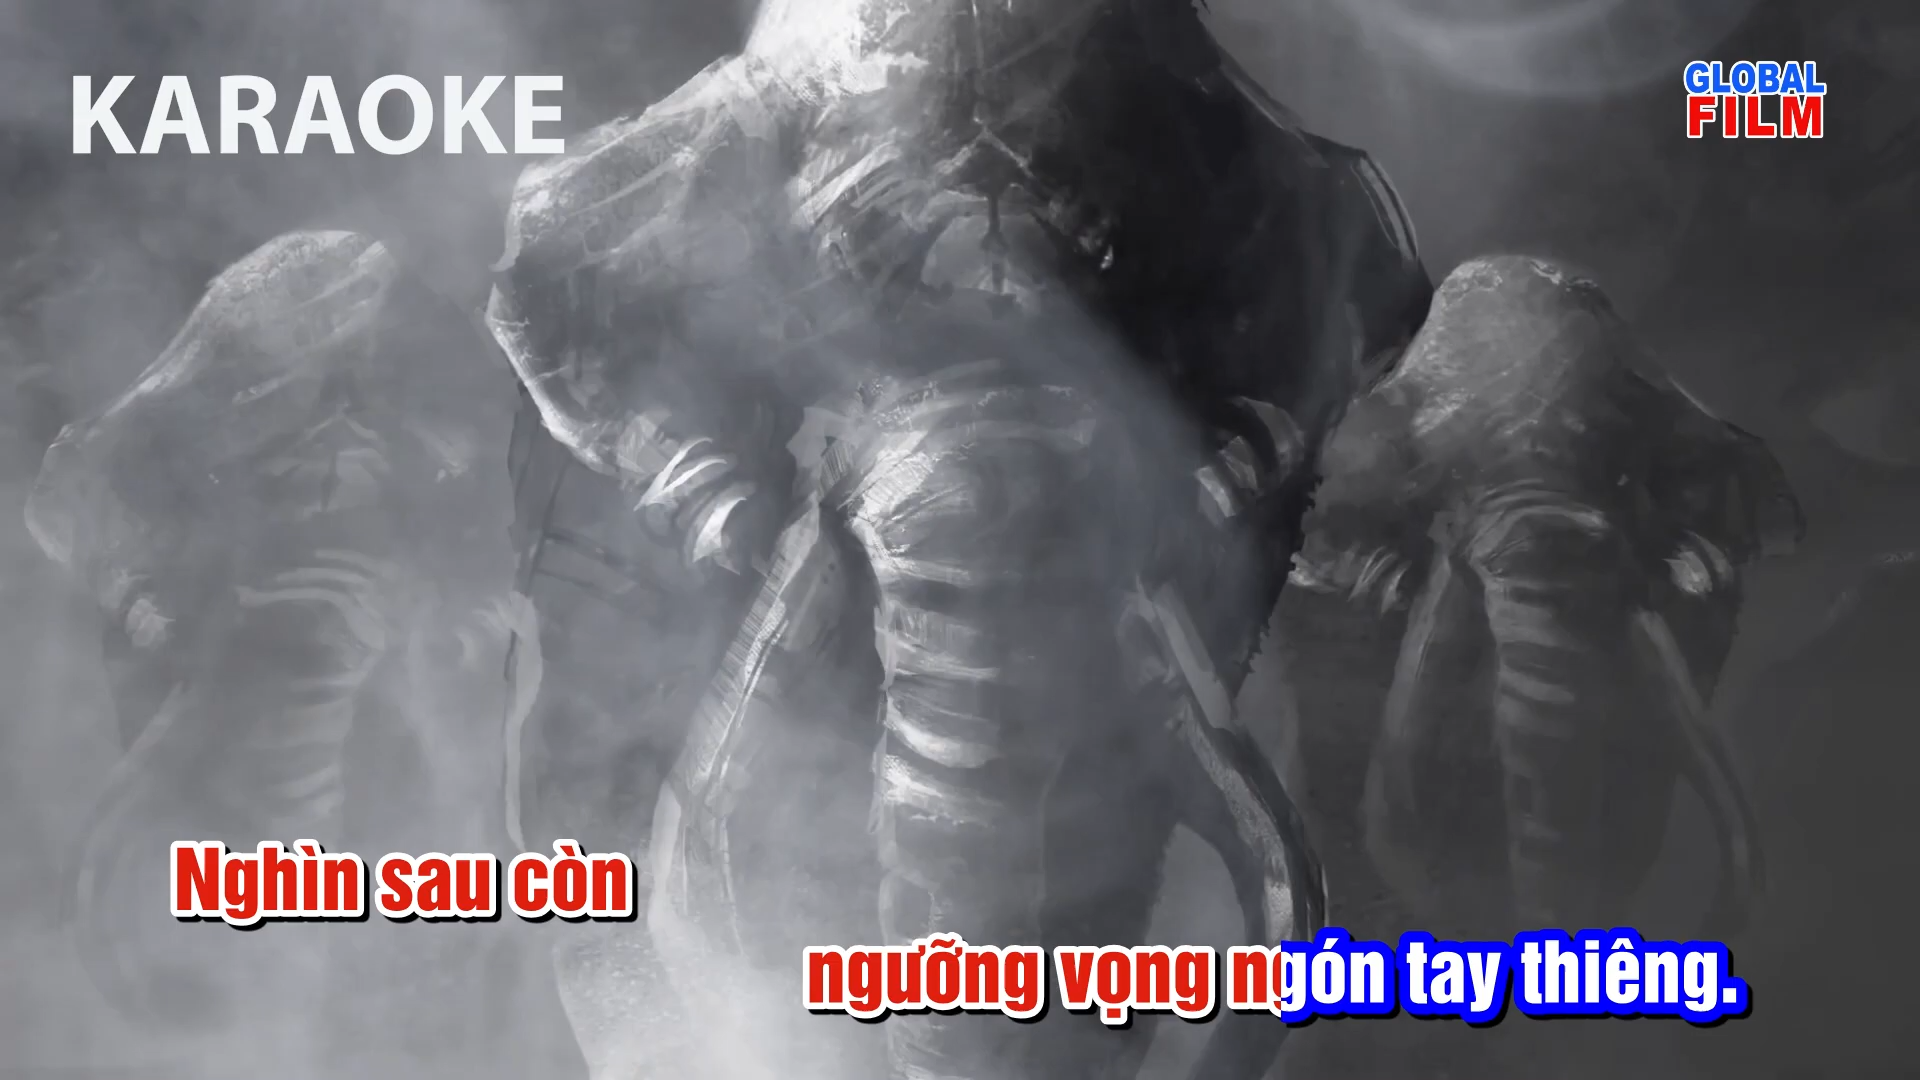 KARAOKE
GLOBAL
FILM
Nghìn sau còn
ngưỡng vọng ngón tay thiêng.